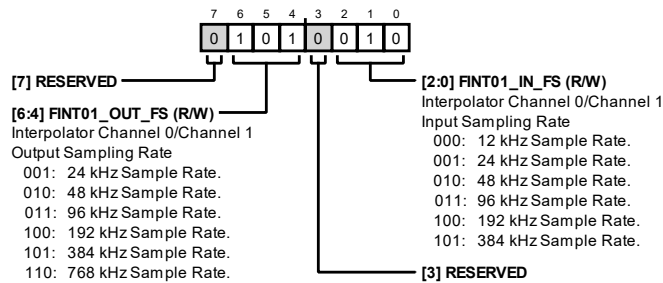 7 6 5 4 3 2 1 0
0 1 0 1 0 0 1 0
[7] RESERVED
[6:4] FINT01_OUT_FS (R/W)
Interpolator Channel 0/Channel 1
Output Sampling Rate
001: 24 kHz Sample Rate.
010: 48 kHz Sample Rate.
011: 96 kHz Sample Rate.
100: 192 kHz Sample Rate.
101: 384 kHz Sample Rate.
110: 768 kHz Sample Rate.
[2:0] FINT01_IN_FS (R/W)
Interpolator Channel 0/Channel 1
Input Sampling Rate
000: 12 kHz Sample Rate.
001: 24 kHz Sample Rate.
010: 48 kHz Sample Rate.
011: 96 kHz Sample Rate.
100: 192 kHz Sample Rate.
101: 384 kHz Sample Rate.
[3] RESERVED